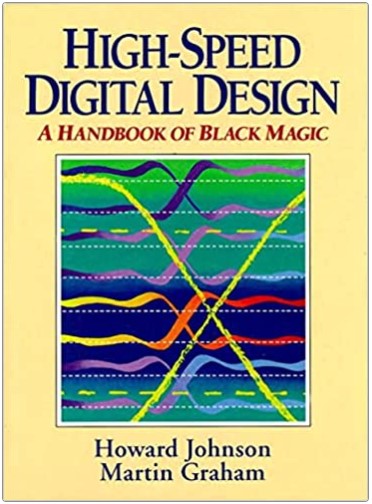 HIGH-SPEED
DIGITAL DESIGN
A HANDBOOK OF BLACK MAGIC
Howard Johnson
Martin Graham